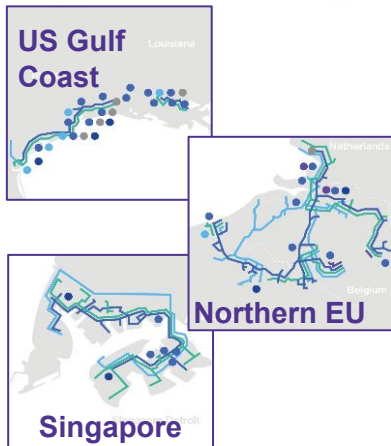 US Gulf
Coast
Louisiana
Netherlands
Belgium
Northern EU
Singapore